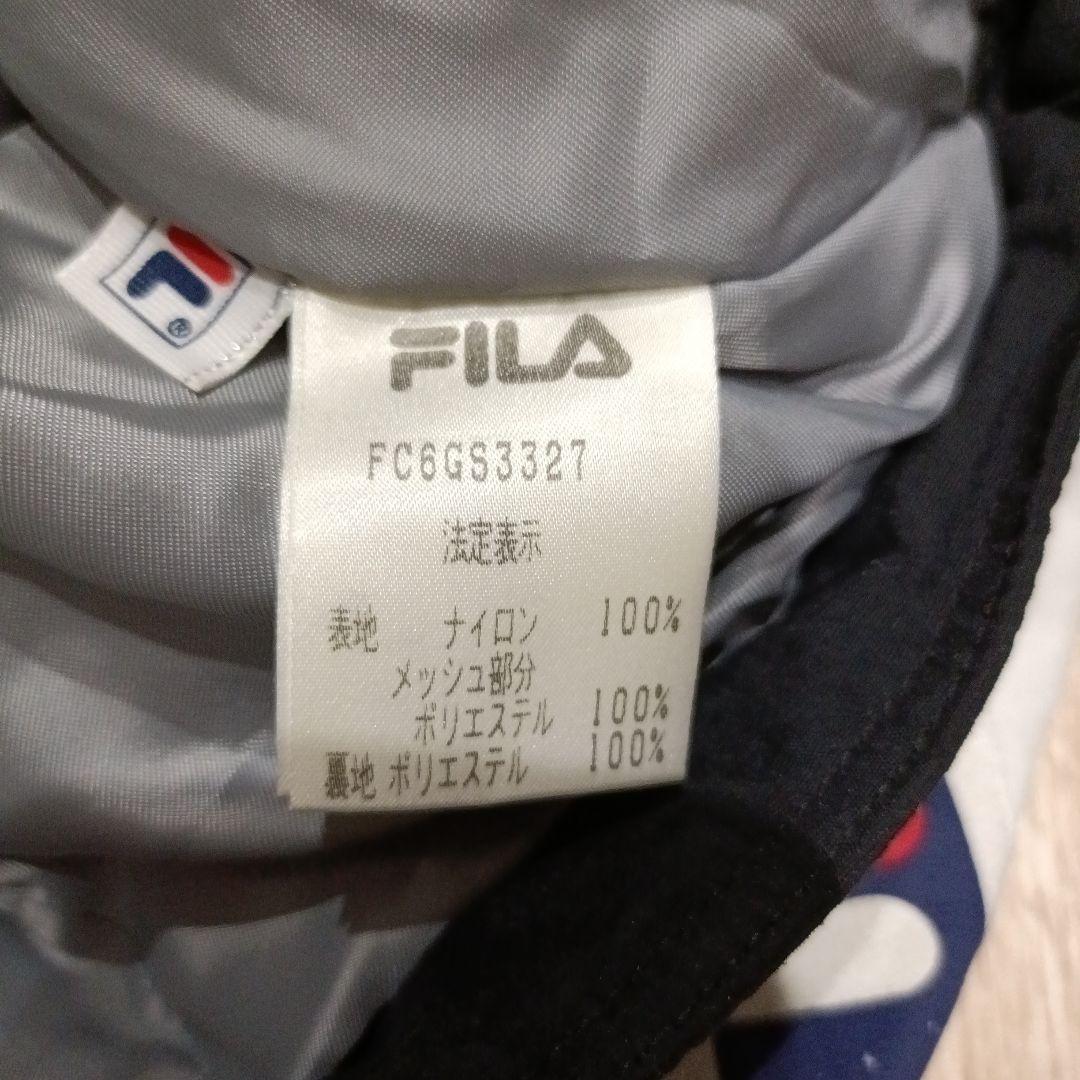 FILA
FC6GS3327
法定表示
表地 ナイロン 100%
メッシュ部分
ポリエステル 100%
裏地 ポリエステル 100%
®